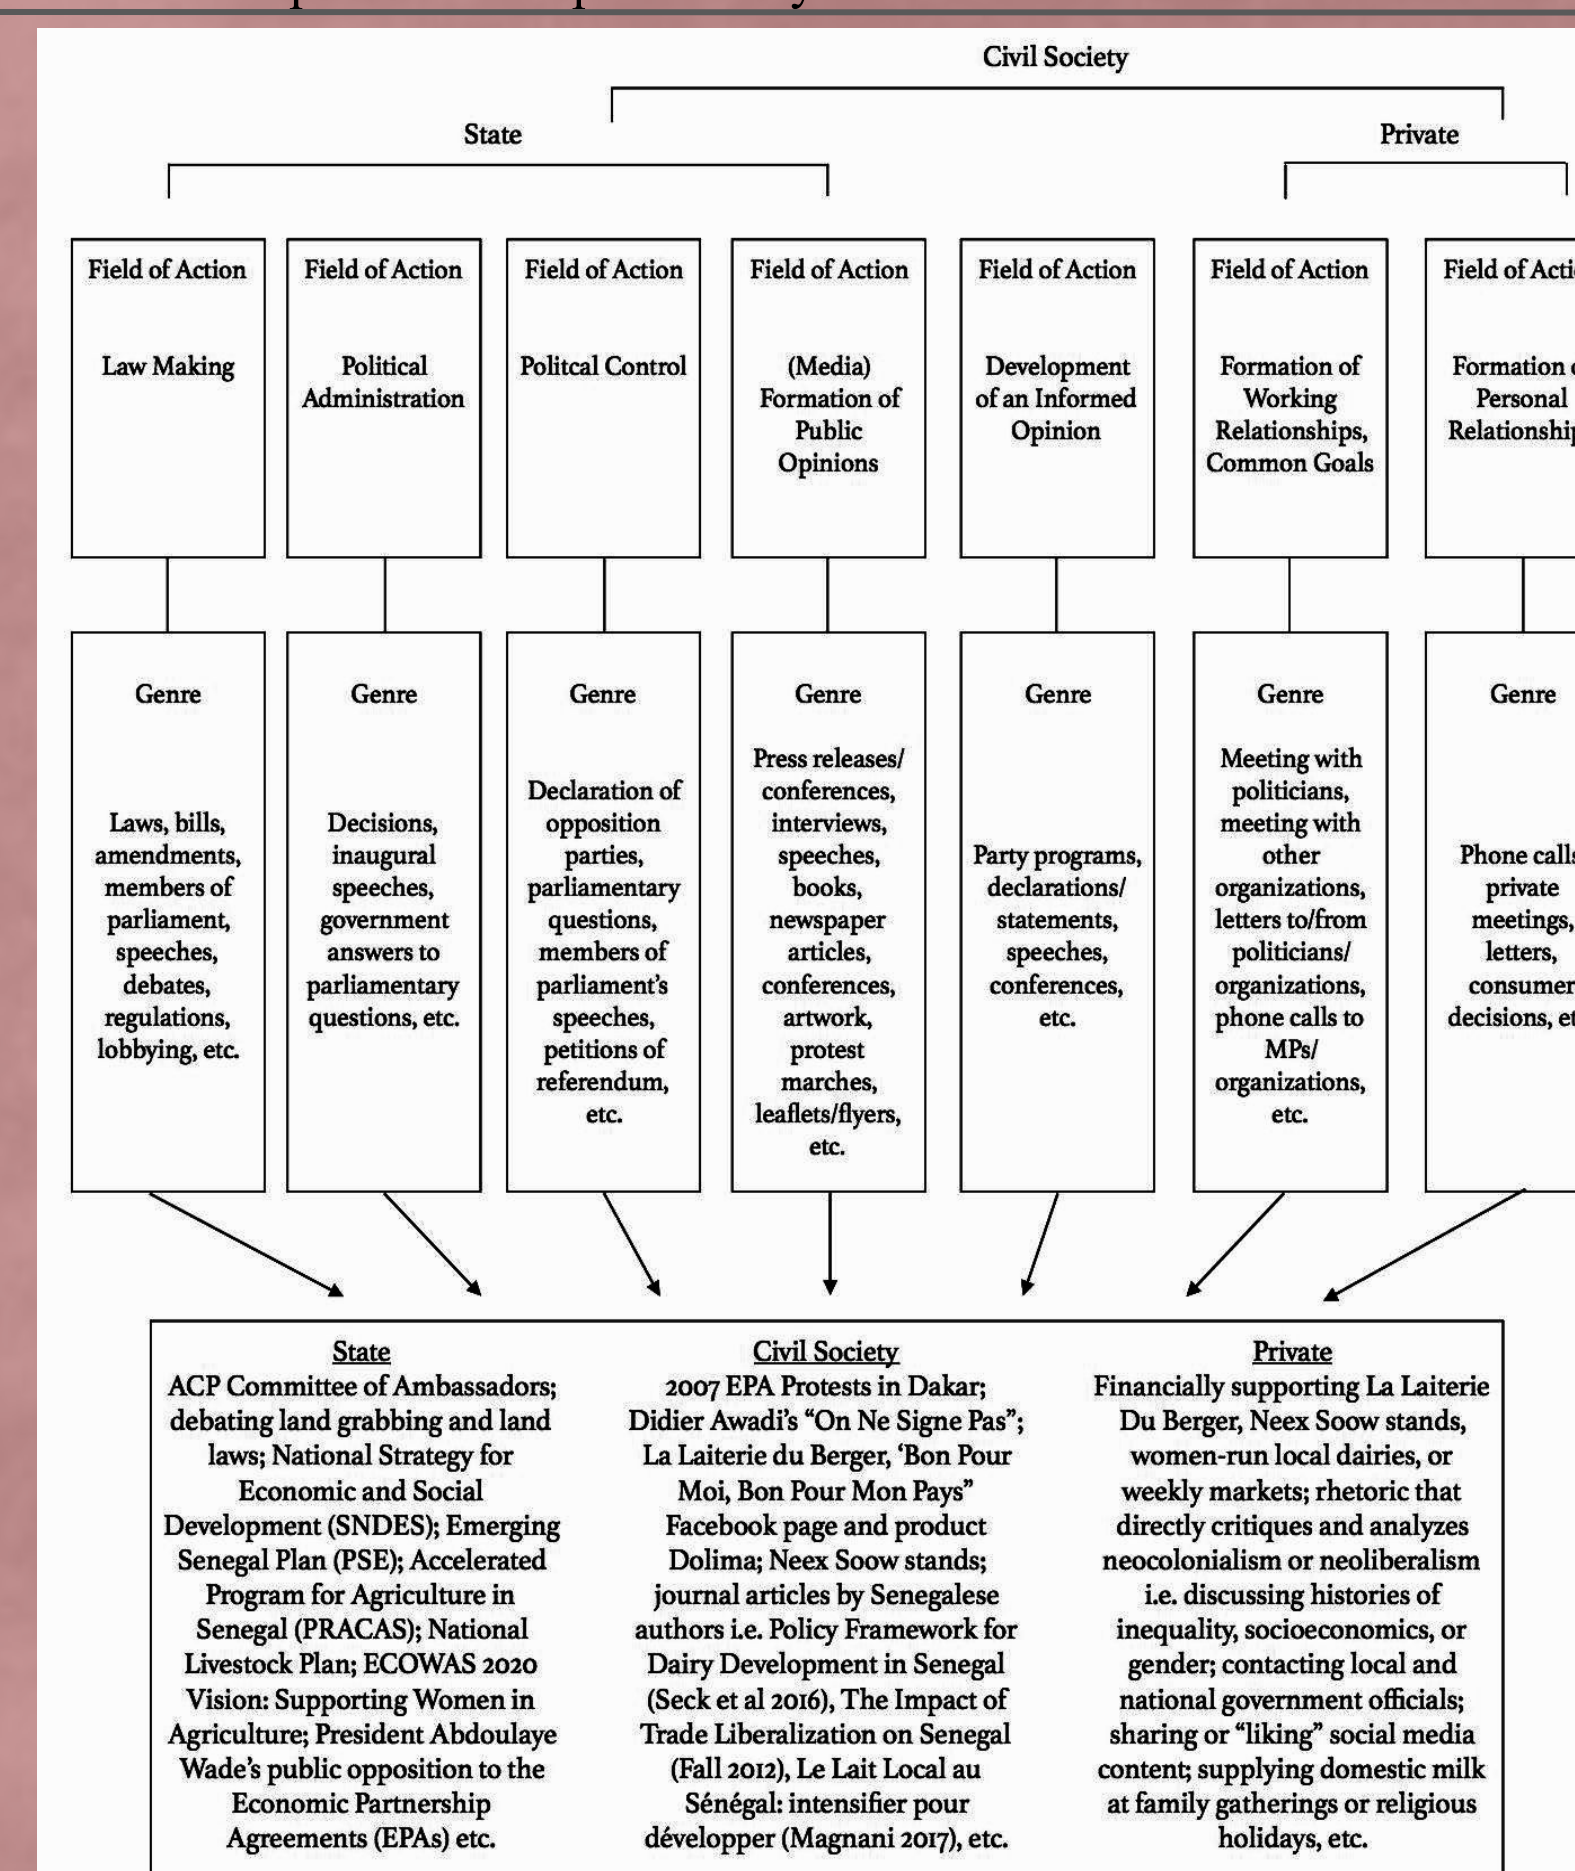 Civil Society
State
Private
Field of Action
Law Making
Field of Action
Political
Administration
Field of Action
Politcal Control
Field of Action
(Media)
Formation of
Public
Opinions
Field of Action
Development
of an Informed
Opinion
Field of Action
Formation of
Working
Relationships,
Common Goals
Field of
Formation
Personal
Genre
Laws, bills,
amendments,
members of
parliament,
speeches,
debates,
regulations,
lobbying, etc.
Genre
Decisions,
inaugural
speeches,
government
answers to
parliamentary
questions, etc.
Genre
Declaration of
opposition
parties,
parliamentary
questions,
members of
parliament’s
speeches,
petitions of
referendum,
etc.
Genre
Press releases/
conferences,
interviews,
speeches,
books,
newspaper
articles,
conferences,
artwork,
protest
marches,
leaflets/flyers,
etc.
Genre
Party programs,
declarations/
statements,
speeches,
conferences,
etc.
Genre
Meeting with
politicians,
meeting with
other
organizations,
letters to/from
politicians/
organizations,
phone calls to
MPs/
organizations,
etc.
Genre
Phone calls
private
meetings,
letters,
consumer
decisions,
State
ACP Committee of Ambassadors;
debating land grabbing and land
laws; National Strategy for
Economic and Social
Development (SNDES); Emerging
Senegal Plan (PSE); Accelerated
Program for Agriculture in
Senegal (PRACAS); National
Livestock Plan; ECOWAS 2020
Vision: Supporting Women in
Agriculture; President Abdoulaye
Wade’s public opposition to the
Economic Partnership
Agreements (EPAs) etc.
Civil Society
2007 EPA Protests in Dakar;
Didier Awadi’s “On Ne Signe Pas”;
La Laiterie du Berger, ‘Bon Pour
Moi, Bon Pour Mon Pays”
Facebook page and product
Dolima; Neex Soow stands;
journal articles by Senegalese
authors i.e. Policy Framework for
Dairy Development in Senegal
(Seck et al 2016), The Impact of
Trade Liberalization on Senegal
(Fall 2012), Le Lait Local au
Sénégal: intensifier pour
développer (Magnani 2017), etc.
Private
Financially supporting La Laiterie
Du Berger, Neex Soow stands,
women-run local dairies, or
weekly markets; rhetoric that
directly critiques and analyzes
neocolonialism or neoliberalism
i.e. discussing histories of
inequality, socioeconomics, or
gender; contacting local and
national government officials;
sharing or “liking” social media
content; supplying domestic milk
at family gatherings or religious
holidays, etc.